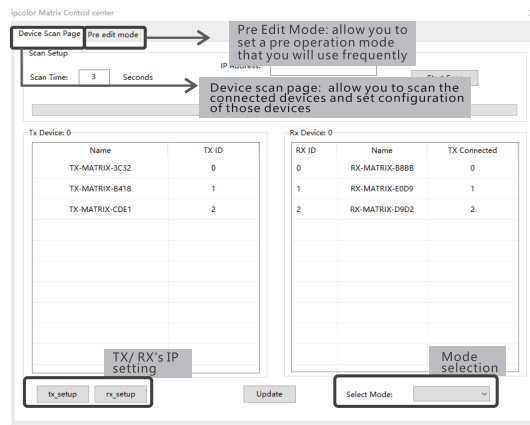 ipcolor Matrix Control center
Device Scan Page Pre edit mode
Pre Edit Mode: allow you to
set a pre operation mode
that you will use frequently
Scan Setup
IP Address:
Scan Time: 3 Seconds
Start Scan
Device scan page: allow you to scan the
connected devices and set configuration
of those devices
Tx Device: 0
Name TX ID
TX-MATRIX-3C32 0
TX-MATRIX-B418 1
TX-MATRIX-CDE1 2
Rx Device: 0
RX ID Name TX Connected
0 RX-MATRIX-B8BB 0
1 RX-MATRIX-E0D9 1
2 RX-MATRIX-D9D2 2
TX/ RX's IP
setting
Mode
selection
tx_setup rx_setup Update Select Mode: